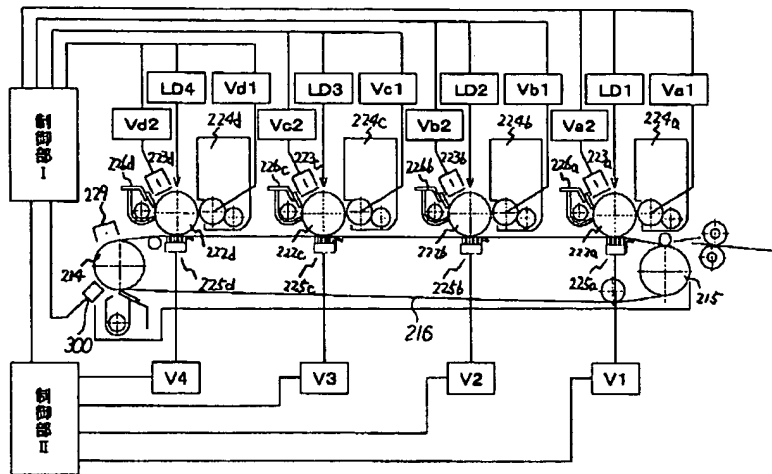 制御部I
LD4
Vd1
LD3
Vc1
LD2
Vb1
LD1
Va1
Vd2
Vc2
Vb2
Va2
224d
224c
224b
224a
226d
223d
226c
223c
226b
223b
226a
223a
229
214
222d
222c
222b
222a
225d
225c
225b
225a
215
300
216
制御部II
V4
V3
V2
V1